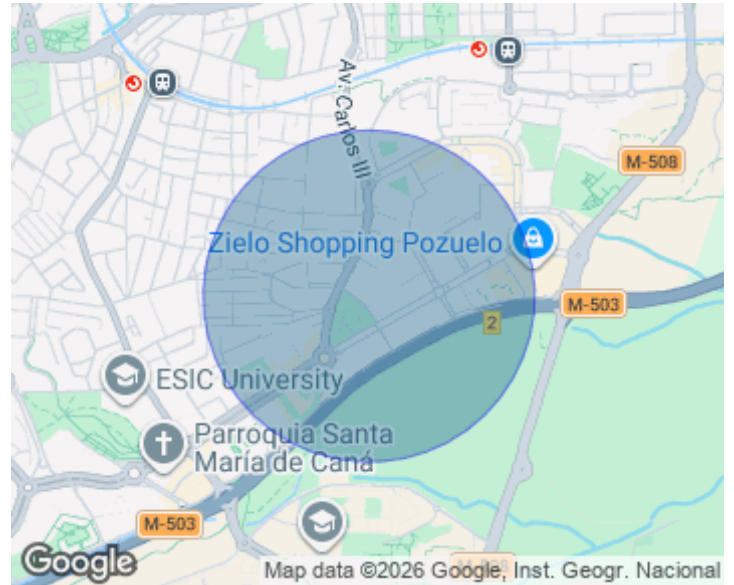 Av. Carlos III
M-508
Zielo Shopping Pozuelo
M-503
2
ESIC University
Parroquia Santa
María de Caná
M-503
Google
Map data ©2026 Google, Inst. Geogr. Nacional